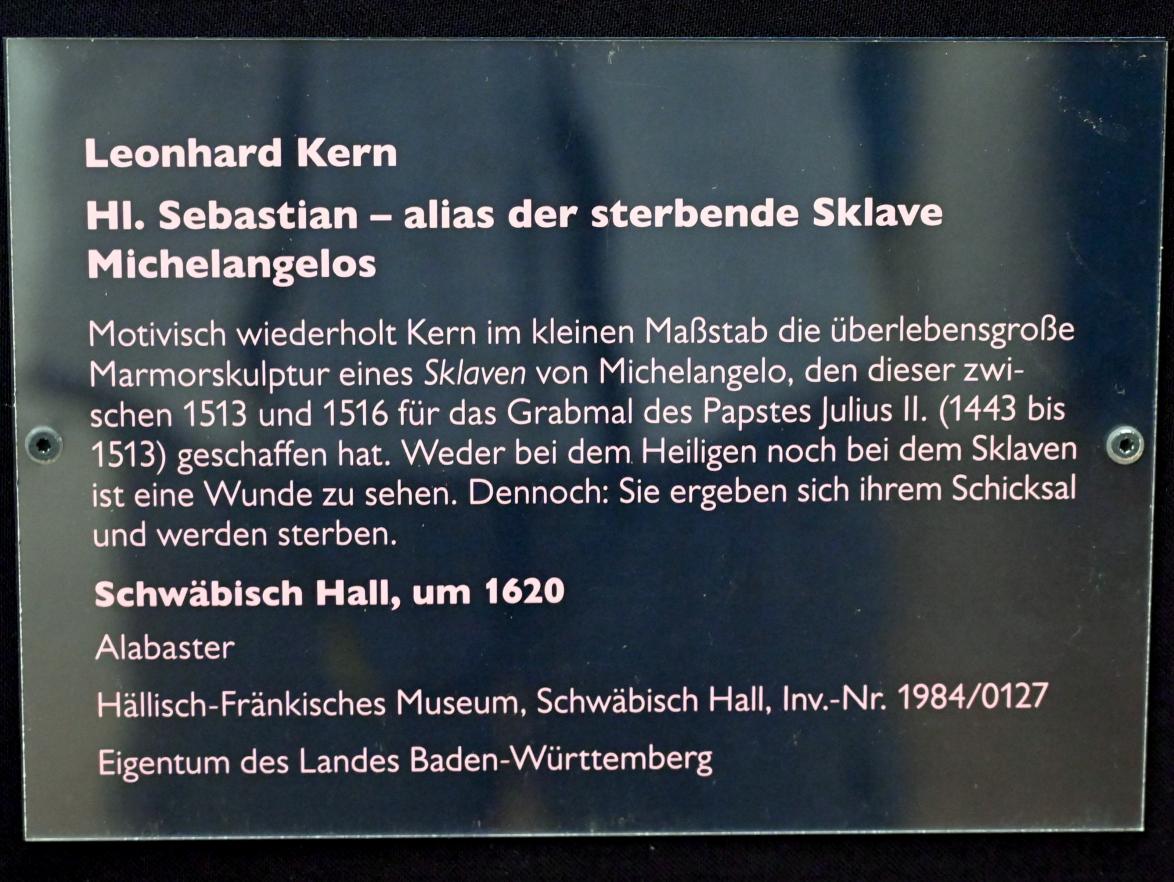 Leonhard Kern
Hl. Sebastian – alias der sterbende Sklave
Michelangelos
Motivisch wiederholt Kern im kleinen Maßstab die überlebensgroße
Marmorskulptur eines Sklaven von Michelangelo, den dieser zwi-
schen 1513 und 1516 für das Grabmal des Papstes Julius II. (1443 bis
1513) geschaffen hat. Weder bei dem Heiligen noch bei dem Sklaven
ist eine Wunde zu sehen. Dennoch: Sie ergeben sich ihrem Schicksal
und werden sterben.
Schwäbisch Hall, um 1620
Alabaster
Hällisch-Fränkisches Museum, Schwäbisch Hall, Inv.-Nr. 1984/0127
Eigentum des Landes Baden-Württemberg